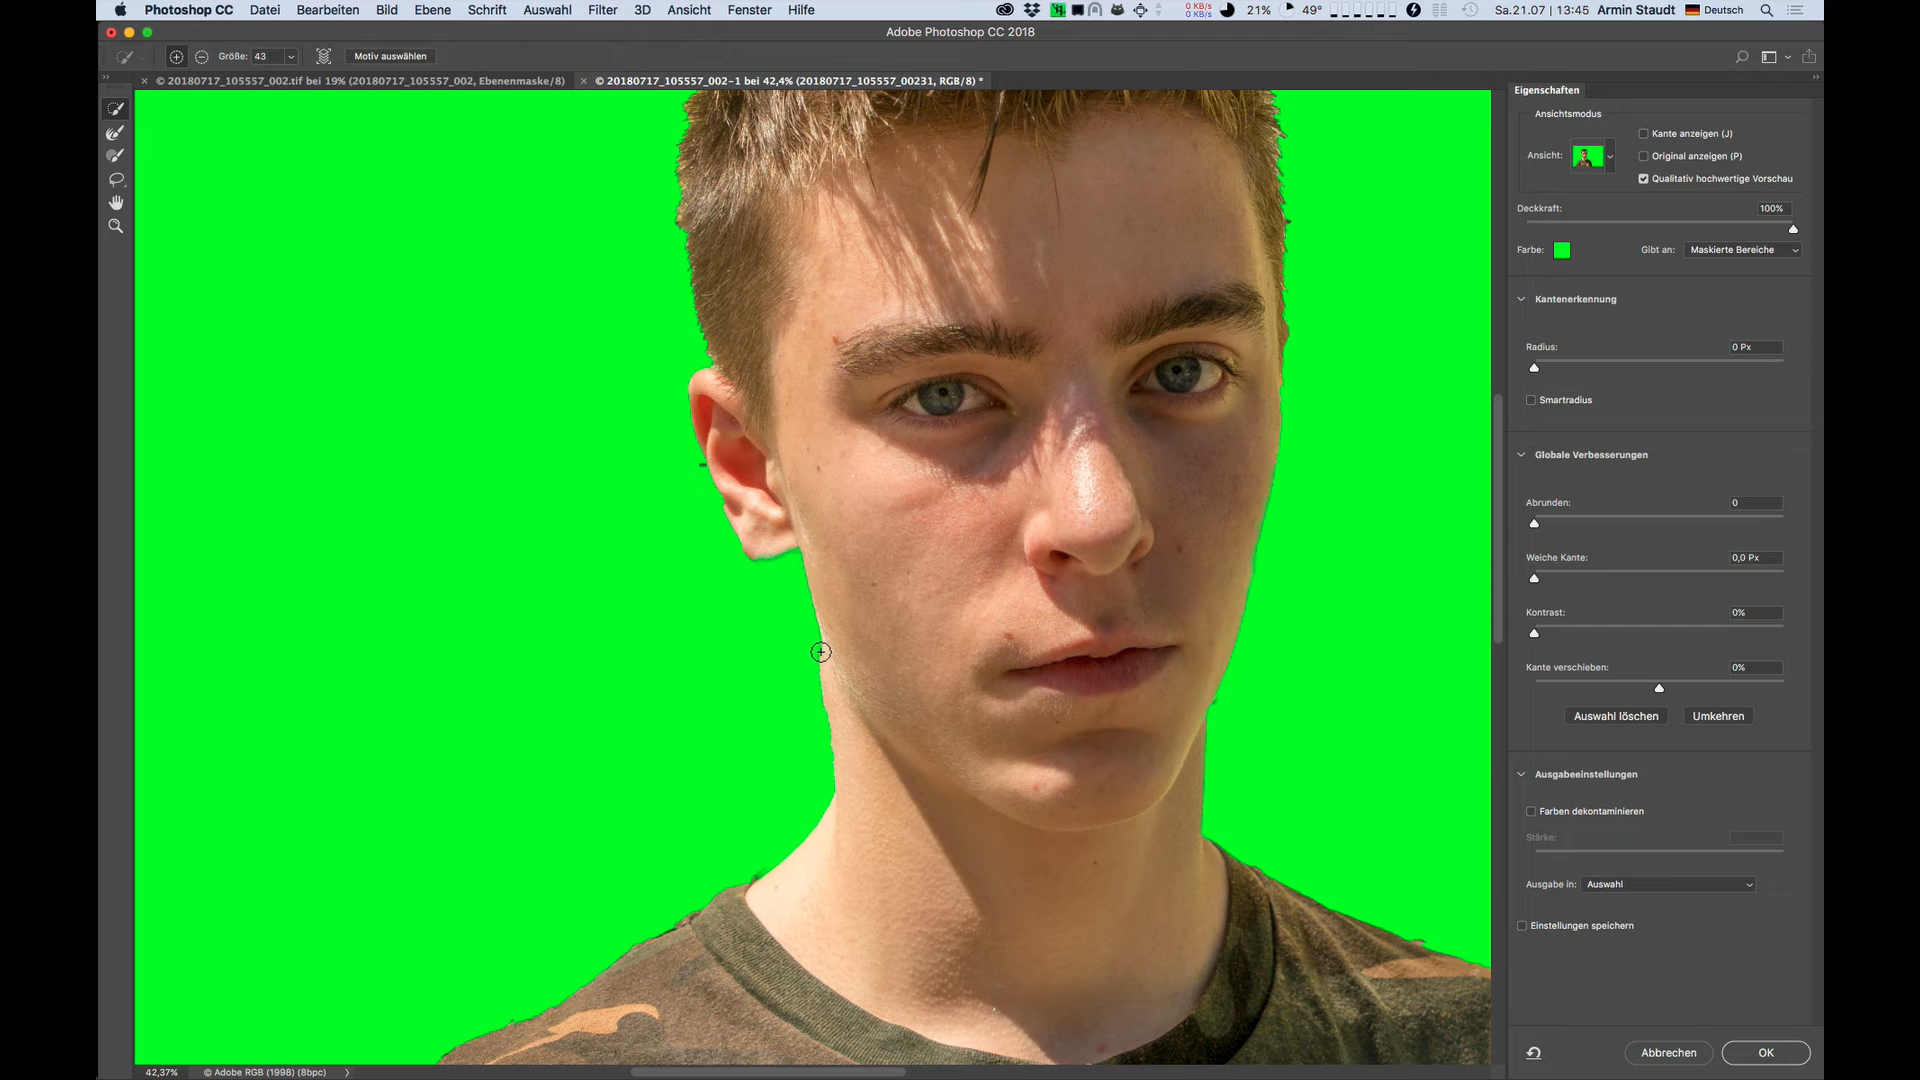 Photoshop CC Datei Bearbeiten Bild Ebene Schrift Auswahl Filter 3D Ansicht Fenster Hilfe 0 KB/s 0 KB/s 21% 49° Sa.21.07 | 13:45 Armin Staudt Deutsch
Adobe Photoshop CC 2018
Größe: 43 Motiv auswählen
© 20180717_105557_002.tif bei 19% (20180717_105557_002, Ebenenmaske/8) © 20180717_105557_002-1 bei 42,4% (20180717_105557_00231, RGB/8) *
Eigenschaften
Ansichtsmodus
Kante anzeigen (J)
Ansicht: Original anzeigen (P)
Qualitativ hochwertige Vorschau
Deckkraft: 100%
Farbe: Gibt an: Maskierte Bereiche
Kantenerkennung
Radius: 0 Px
Smartradius
Globale Verbesserungen
Abrunden: 0
Weiche Kante: 0,0 Px
Kontrast: 0%
Kante verschieben: 0%
Auswahl löschen Umkehren
Ausgabeeinstellungen
Farben dekontaminieren
Stärke:
Ausgabe in: Auswahl
Einstellungen speichern
Abbrechen OK
42,37% © Adobe RGB (1998) (8bpc)